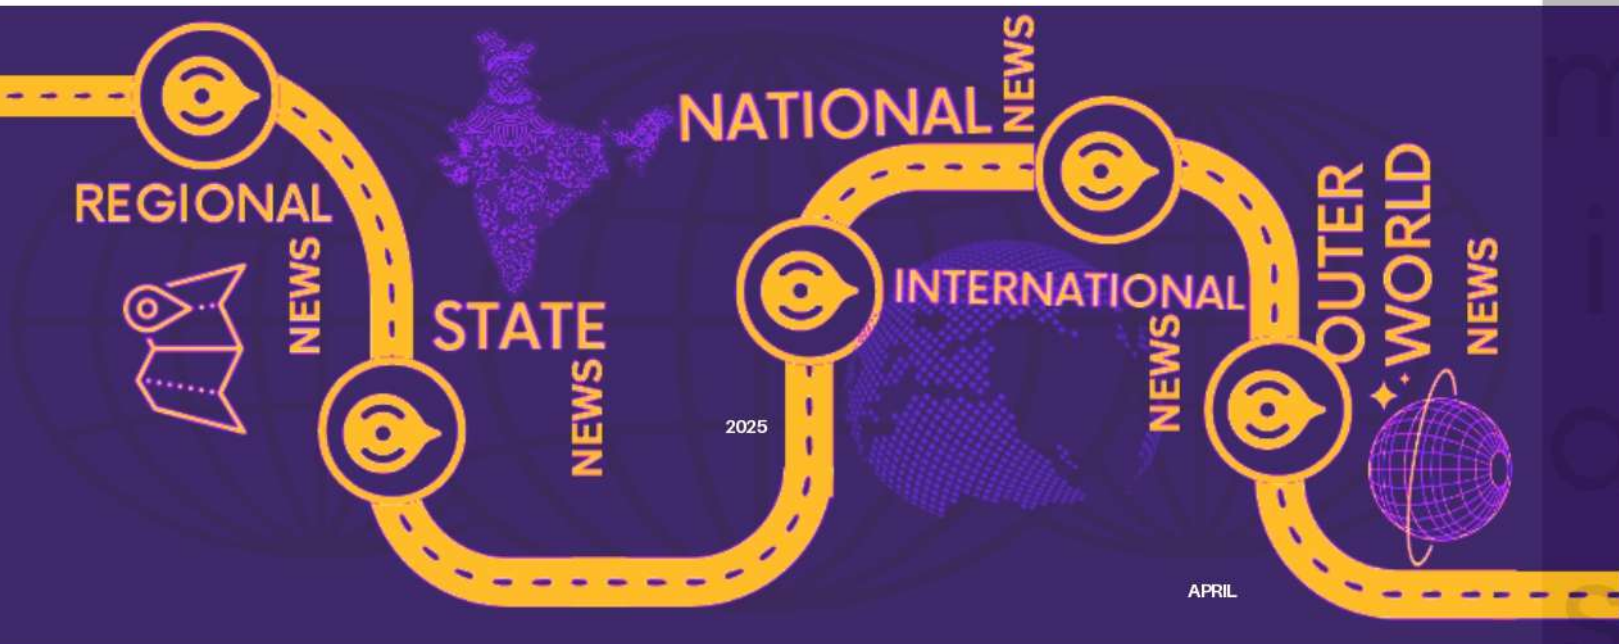 REGIONAL
NEWS
STATE
NEWS
NATIONAL
NEWS
INTERNATIONAL
NEWS
OUTER
WORLD
NEWS
2025
APRIL